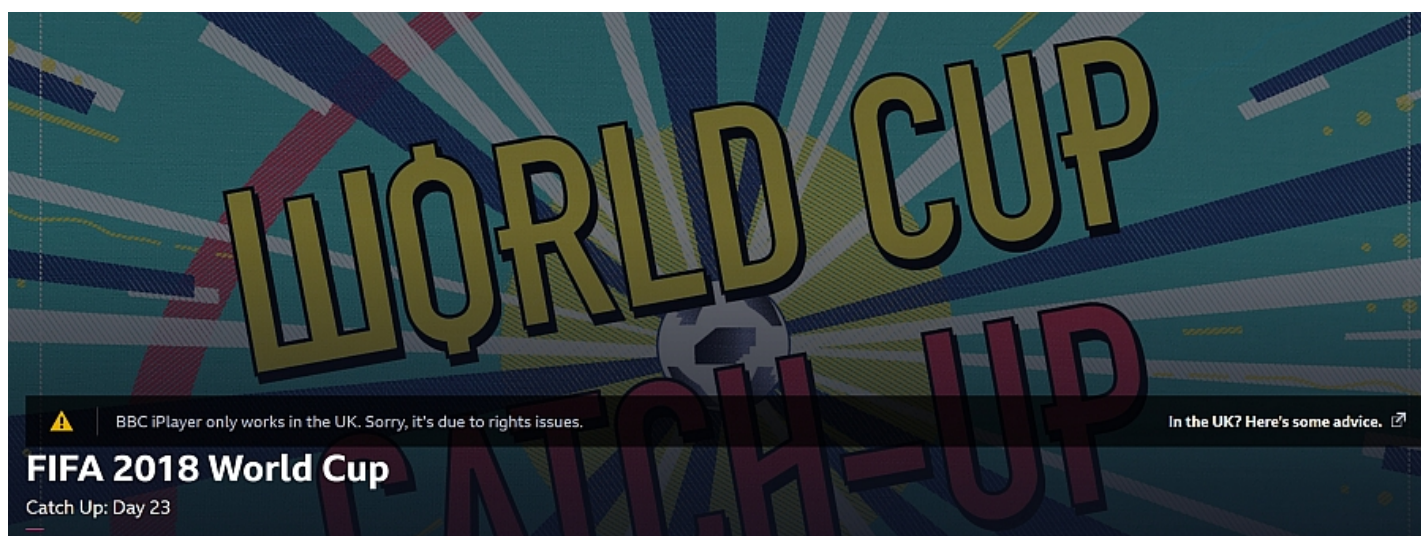 WORLD CUP
CATCH-UP
BBC iPlayer only works in the UK. Sorry, it's due to rights issues.
In the UK? Here's some advice.
FIFA 2018 World Cup
Catch Up: Day 23